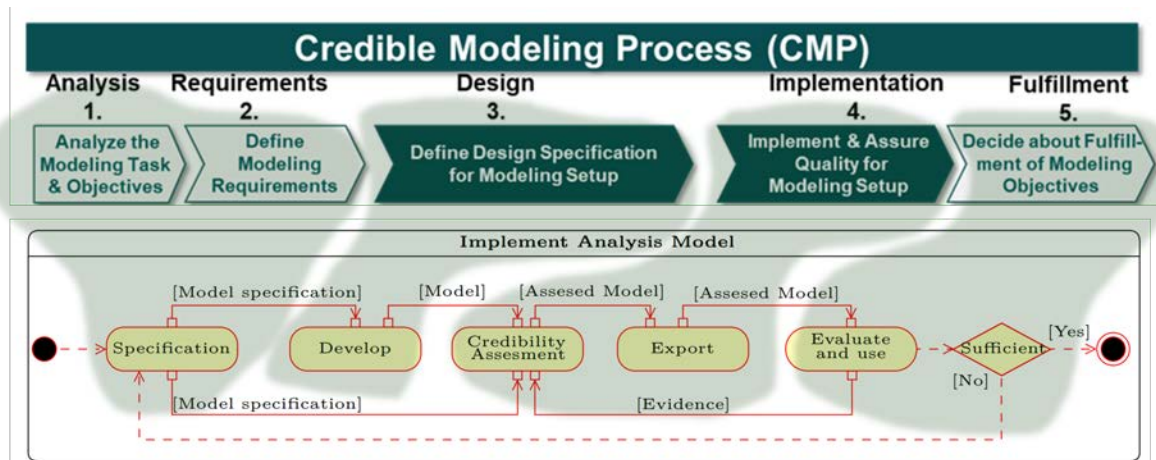 Credible Modeling Process (CMP)
Analysis
Requirements
Design
Implementation
Fulfillment
1.
2.
3.
4.
5.
Analyze the
Modeling Task
& Objectives
Define
Modeling
Requirements
Define Design Specification
for Modeling Setup
Implement & Assure
Quality for
Modeling Setup
Decide about Fulfill-
ment of Modeling
Objectives
Implement Analysis Model
[Model specification]
[Model]
[Assesed Model]
[Assesed Model]
Specification
Develop
Credibility
Assesment
Export
Evaluate
and use
Sufficient
[Yes]
[No]
[Model specification]
[Evidence]